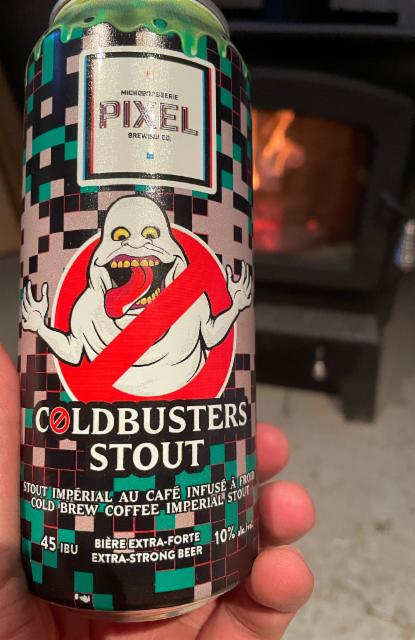 MICROBRASSERIE
PIXEL
BREWING CO.
COLDBUSTERS
STOUT
STOUT IMPÉRIAL AU CAFÉ INFUSÉ À FROID
COLD BREW COFFEE IMPERIAL STOUT
45 IBU
BIÈRE EXTRA-FORTE
EXTRA-STRONG BEER
10% alc./vol.